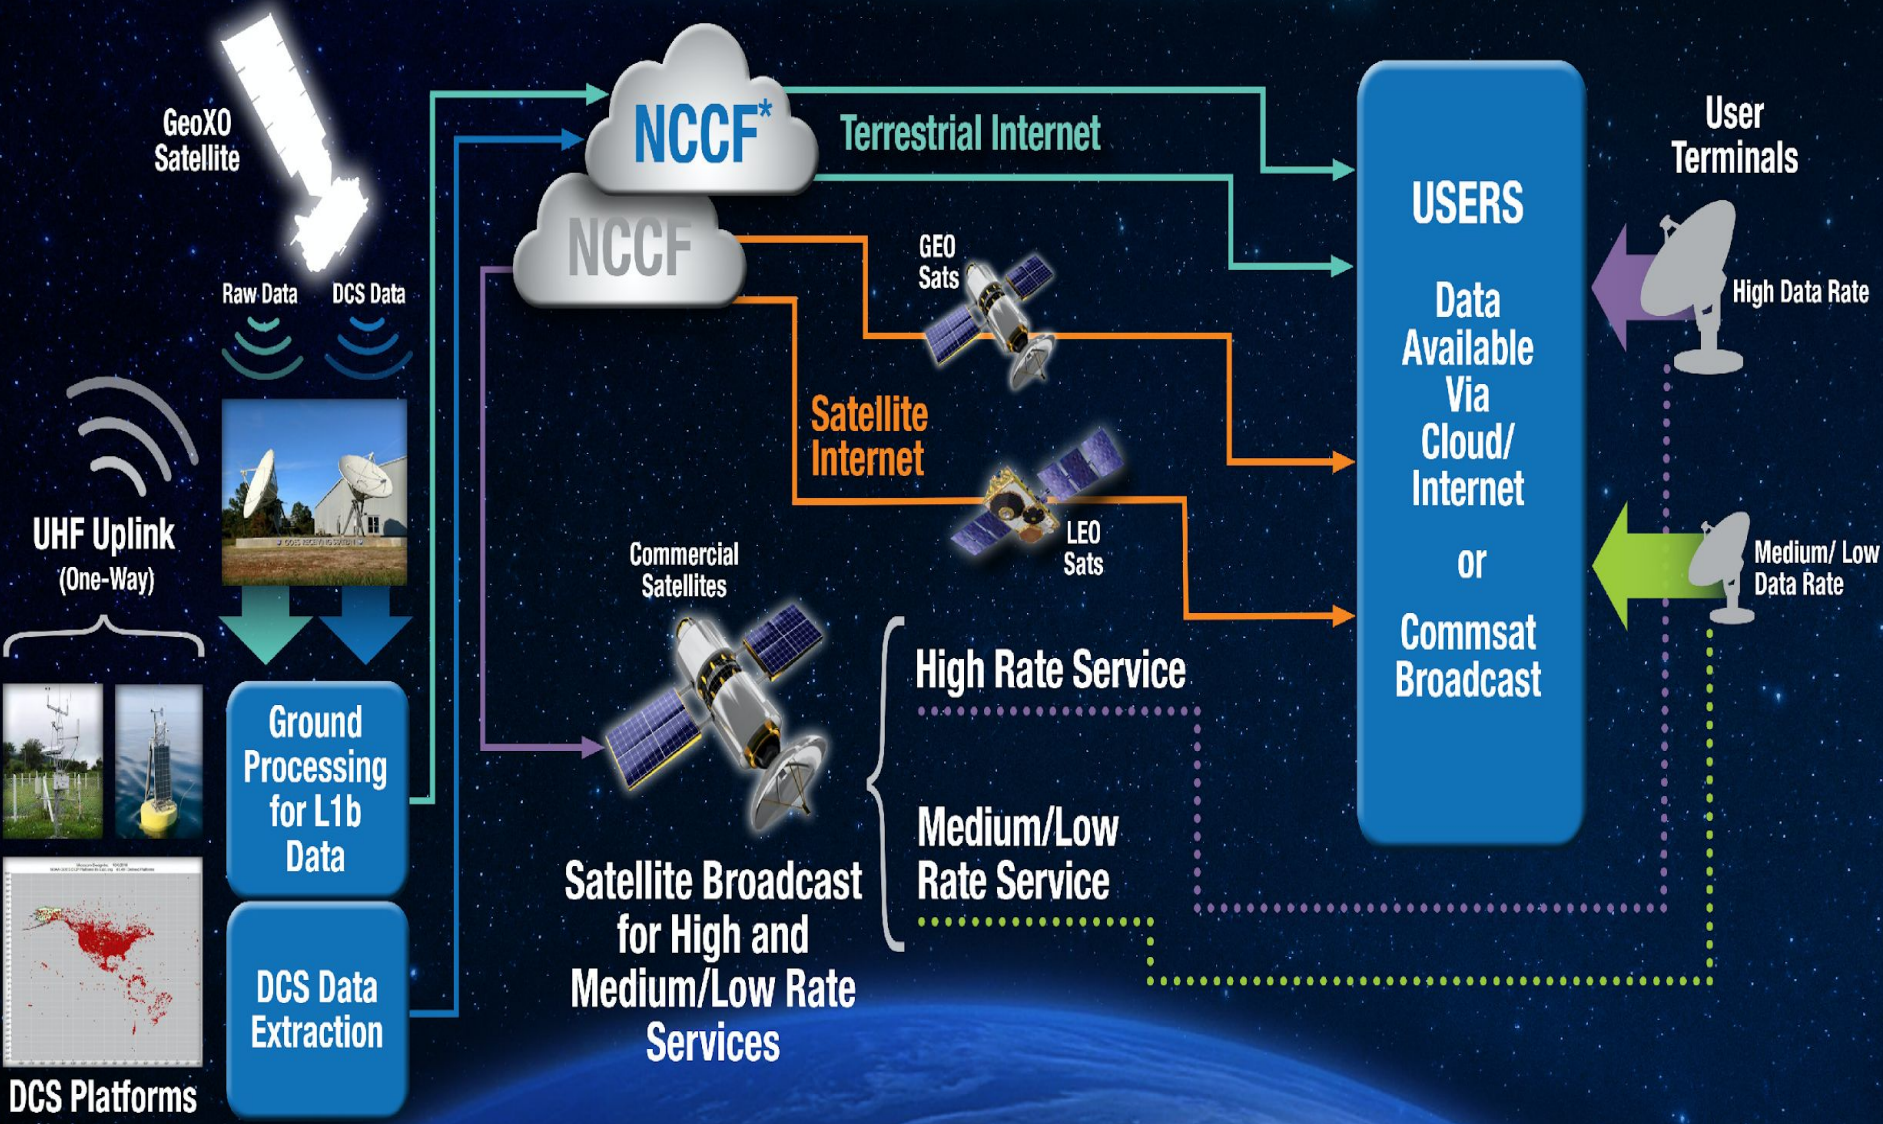 GeoXO
Satellite
Raw Data
DCS Data
UHF Uplink
(One-Way)
DCS Platforms
Ground
Processing
for L1b
Data
DCS Data
Extraction
NCCF*
NCCF
Terrestrial Internet
GEO
Sats
Satellite
Internet
LEO
Sats
Commercial
Satellites
Satellite Broadcast
for High and
Medium/Low Rate
Services
High Rate Service
Medium/Low
Rate Service
USERS
Data
Available
Via
Cloud/
Internet
or
Commsat
Broadcast
User
Terminals
High Data Rate
Medium/ Low
Data Rate